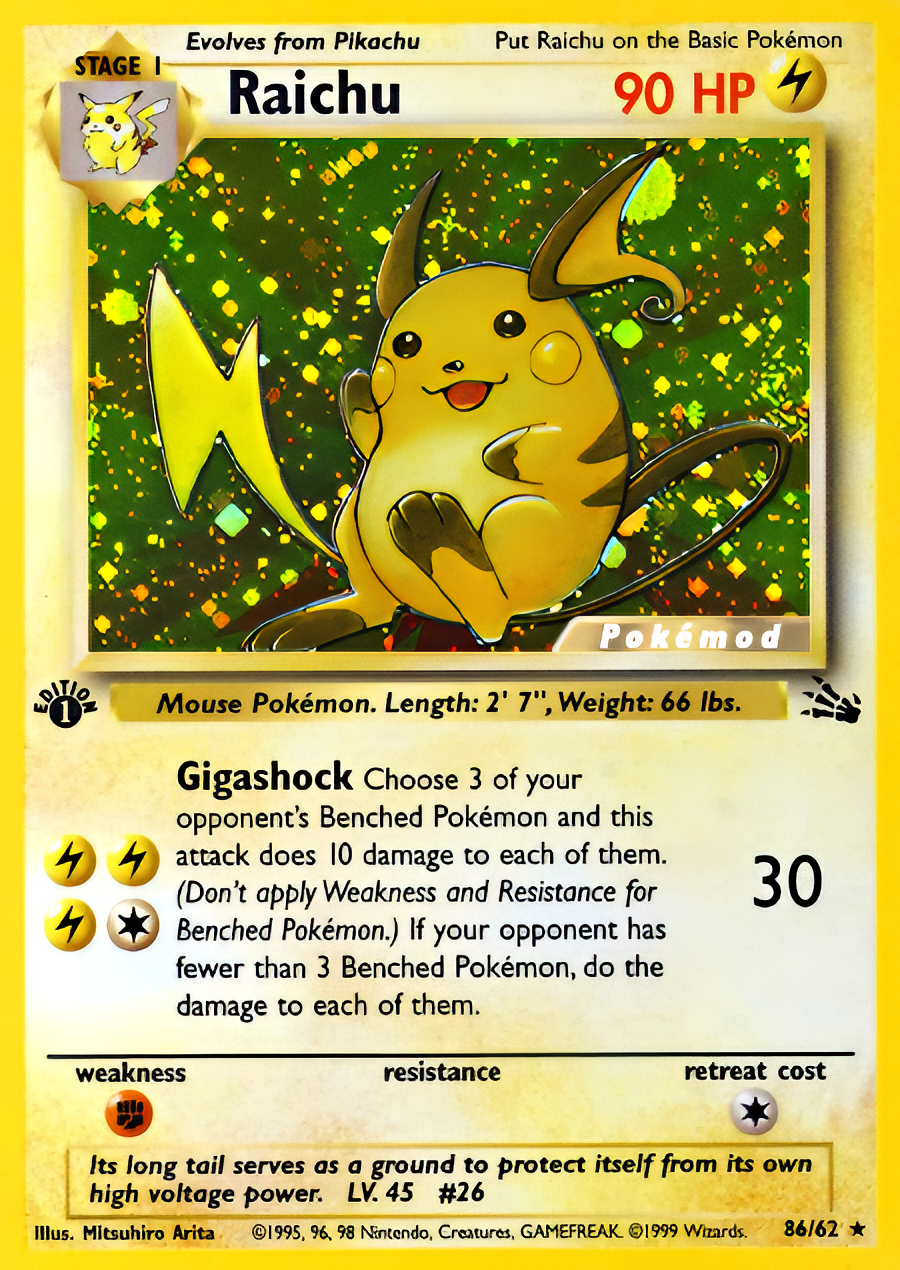 Evolves from Pikachu
Put Raichu on the Basic Pokémon
STAGE 1
Raichu
90 HP
Pokémod
EDITION
1
Mouse Pokémon. Length: 2' 7", Weight: 66 lbs.
Gigashock Choose 3 of your
opponent's Benched Pokémon and this
attack does 10 damage to each of them.
(Don't apply Weakness and Resistance for
Benched Pokémon.) If your opponent has
fewer than 3 Benched Pokémon, do the
damage to each of them.
30
weakness
resistance
retreat cost
Its long tail serves as a ground to protect itself from its own
high voltage power. LV. 45 #26
Illus. Mitsuhiro Arita
©1995, 96, 98 Nintendo, Creatures, GAMEFREAK. ©1999 Wizards.
86/62 ★